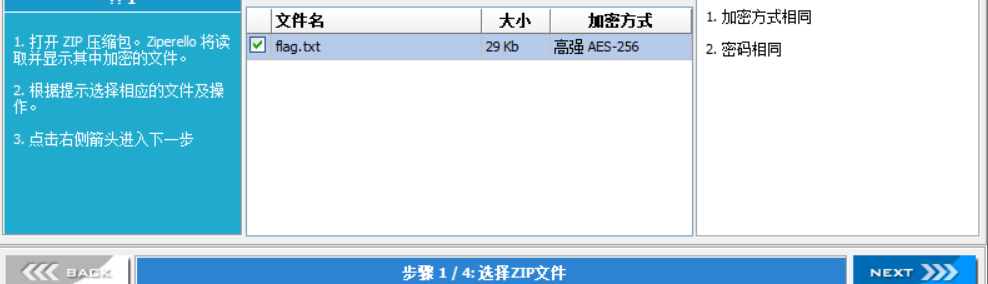 1. 打开 ZIP 压缩包。Ziperello 将读
取并显示其中加密的文件。
2. 根据提示选择相应的文件及操
作。
3. 点击右侧箭头进入下一步
文件名 大小 加密方式
flag.txt 29 Kb 高强 AES-256
1. 加密方式相同
2. 密码相同
BACK 步骤 1 / 4: 选择ZIP文件 NEXT